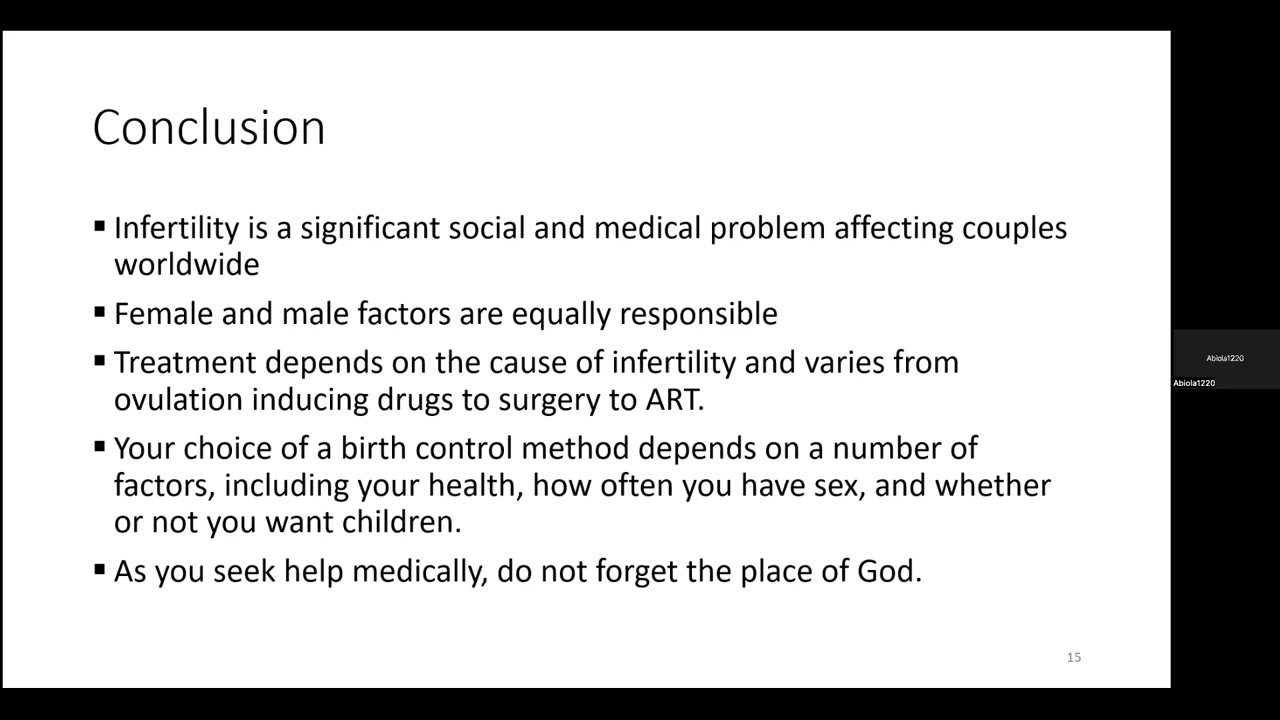 Conclusion
▪ Infertility is a significant social and medical problem affecting couples
worldwide
▪ Female and male factors are equally responsible
▪ Treatment depends on the cause of infertility and varies from
ovulation inducing drugs to surgery to ART.
▪ Your choice of a birth control method depends on a number of
factors, including your health, how often you have sex, and whether
or not you want children.
▪ As you seek help medically, do not forget the place of God.
15
Abiola1220
Abiola1220